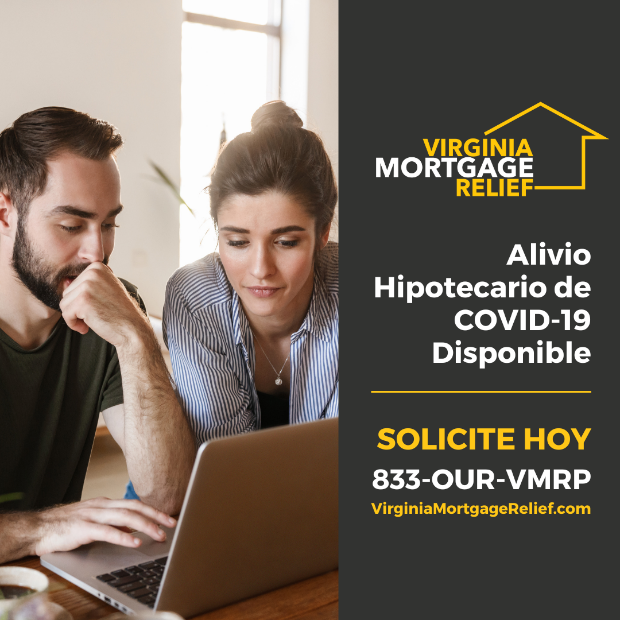 VIRGINIA
MORTGAGE
RELIEF
Alivio
Hipotecario de
COVID-19
Disponible
SOLICITE HOY
833-OUR-VMRP
VirginiaMortgageRelief.com